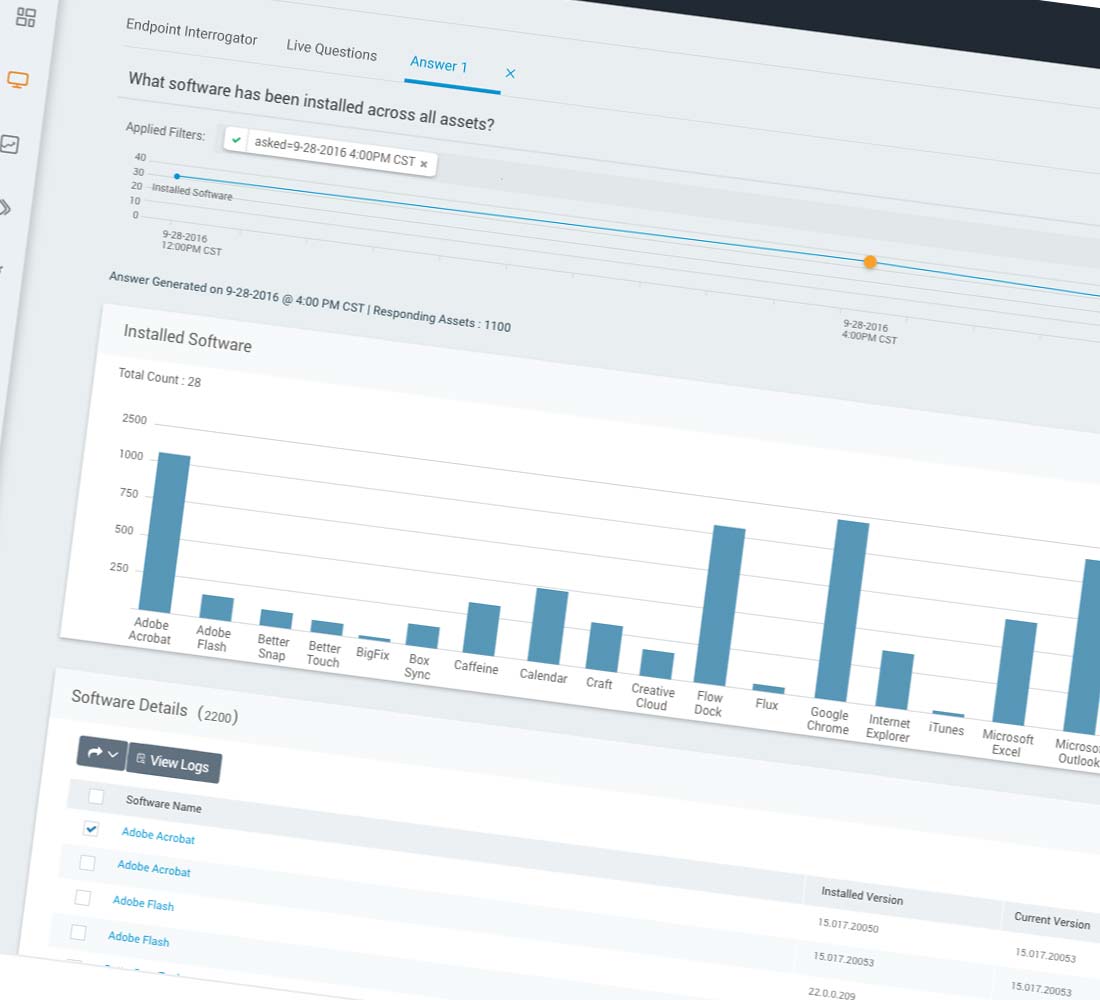 Endpoint Interrogator Live Questions Answer 1 ×
What software has been installed across all assets?
Applied Filters: asked=9-28-2016 4:00PM CST ×
40
30
20
10
0
Installed Software
9-28-2016
12:00PM CST
9-28-2016
4:00PM CST
Answer Generated on 9-28-2016 @ 4:00 PM CST | Responding Assets : 1100
Installed Software
Total Count : 28
2500
1000
750
500
250
Adobe
Acrobat
Adobe
Flash
Better
Snap
Better
Touch
BigFix
Box
Sync
Caffeine
Calendar
Craft
Creative
Cloud
Flow
Dock
Flux
Google
Chrome
Internet
Explorer
iTunes
Microsoft
Excel
Microso
Outlook
Software Details (2200)
View Logs
Software Name Installed Version Current Version
Adobe Acrobat 15.017.20050 15.017.20053
Adobe Acrobat 15.017.20053 15.017.20053
Adobe Flash 22.0.0.209
Adobe Flash